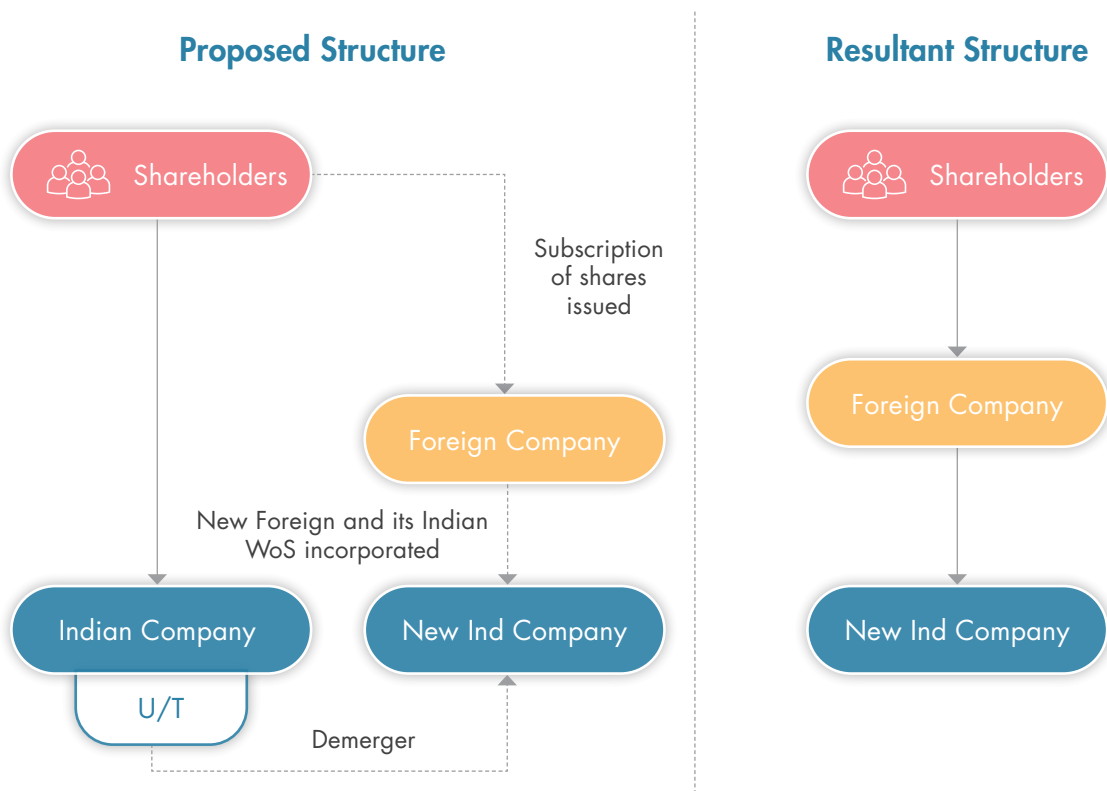 Proposed Structure
Resultant Structure
Shareholders
Shareholders
Subscription
of shares
issued
Foreign Company
Foreign Company
New Foreign and its Indian
WoS incorporated
Indian Company
New Ind Company
New Ind Company
U/T
Demerger